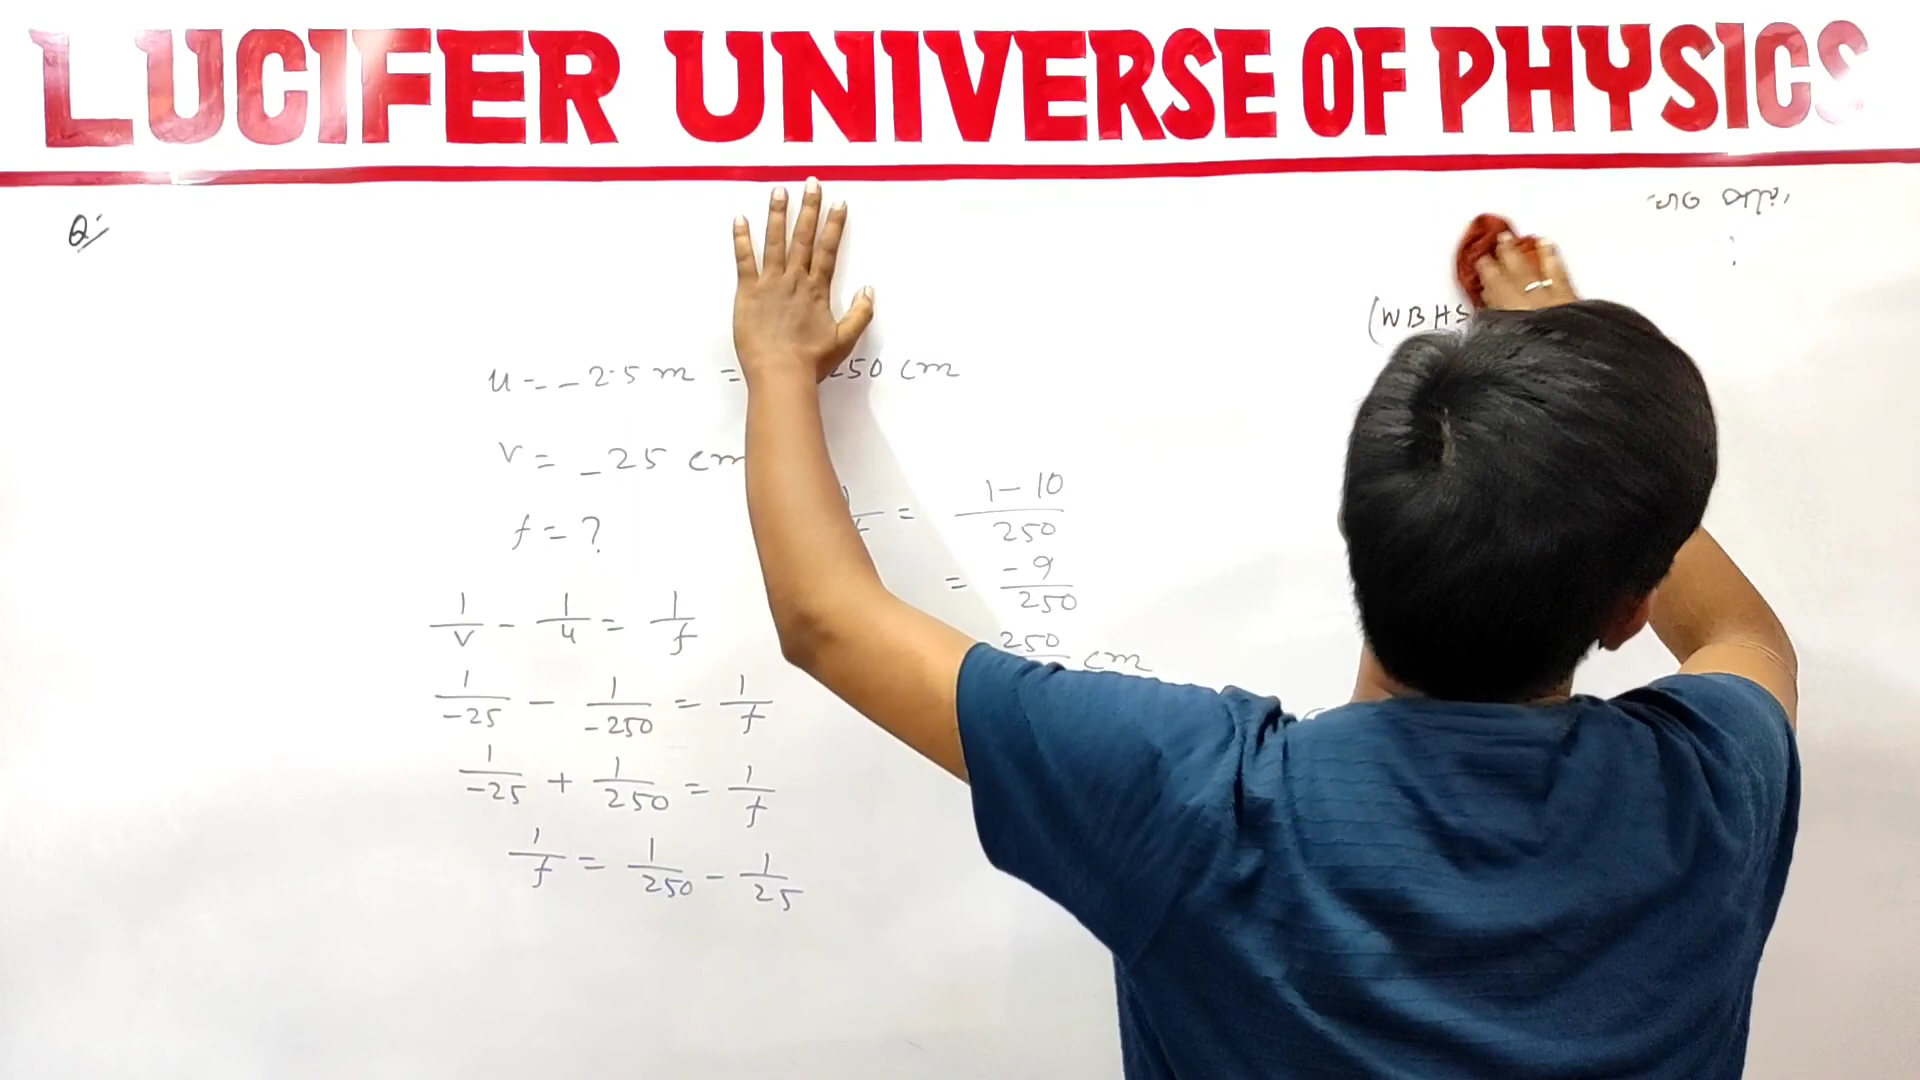 LUCIFER UNIVERSE OF PHYSICS
Q:
(WBHS
u = - 2.5 m = 250 cm
v = - 25 cm
f = ?
1/v - 1/u = 1/f
1/-25 - 1/-250 = 1/f
1/-25 + 1/250 = 1/f
1/f = 1/250 - 1/25
= 1-10/250
= -9/250
250 cm